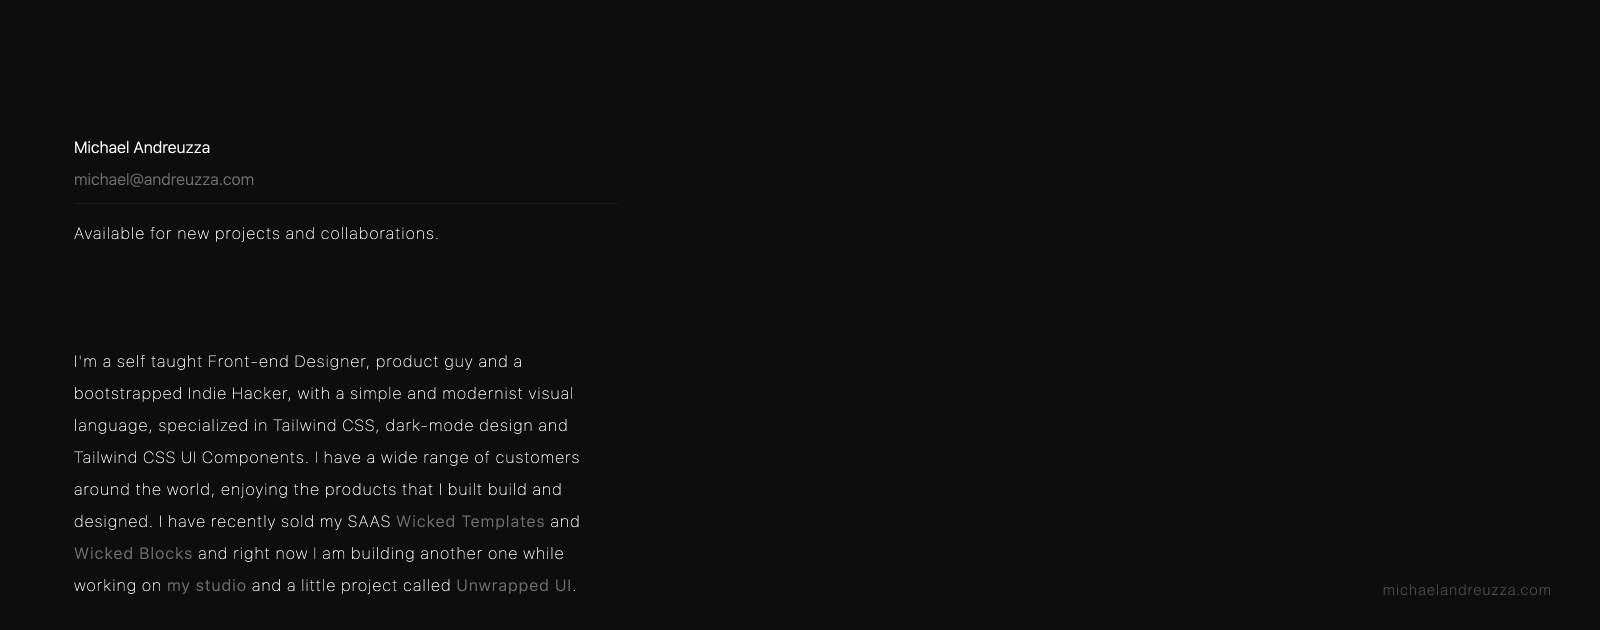 Michael Andreuzza
michael@andreuzza.com
Available for new projects and collaborations.
I'm a self taught Front-end Designer, product guy and a
bootstrapped Indie Hacker, with a simple and modernist visual
language, specialized in Tailwind CSS, dark-mode design and
Tailwind CSS UI Components. I have a wide range of customers
around the world, enjoying the products that I built build and
designed. I have recently sold my SAAS Wicked Templates and
Wicked Blocks and right now I am building another one while
working on my studio and a little project called Unwrapped UI.
michaelandreuzza.com